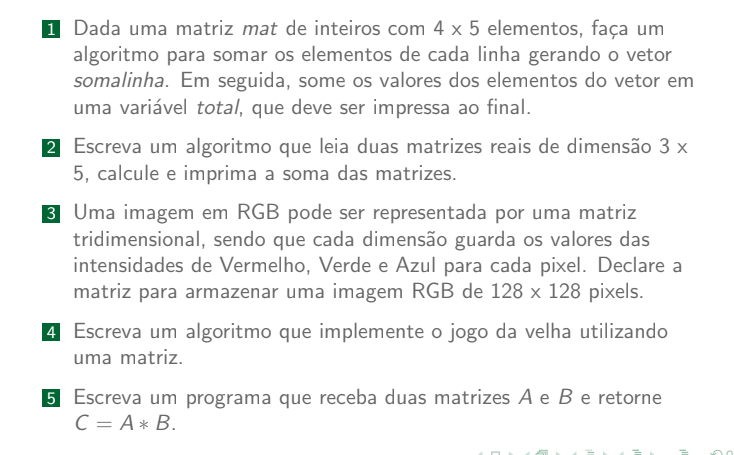 1 Dada uma matriz mat de inteiros com 4 x 5 elementos, faça um
algoritmo para somar os elementos de cada linha gerando o vetor
somalinha. Em seguida, some os valores dos elementos do vetor em
uma variável total, que deve ser impressa ao final.
2 Escreva um algoritmo que leia duas matrizes reais de dimensão 3 x
5, calcule e imprima a soma das matrizes.
3 Uma imagem em RGB pode ser representada por uma matriz
tridimensional, sendo que cada dimensão guarda os valores das
intensidades de Vermelho, Verde e Azul para cada pixel. Declare a
matriz para armazenar uma imagem RGB de 128 x 128 pixels.
4 Escreva um algoritmo que implemente o jogo da velha utilizando
uma matriz.
5 Escreva um programa que receba duas matrizes A e B e retorne
C = A ∗ B.